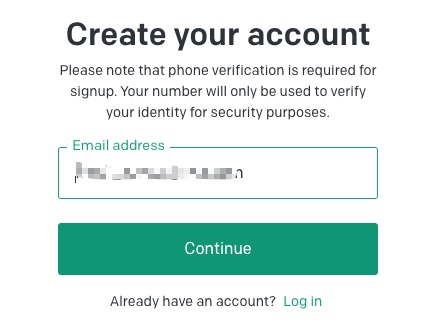 Create your account
Please note that phone verification is required for
signup. Your number will only be used to verify
your identity for security purposes.
Email address
Continue
Already have an account? Log in